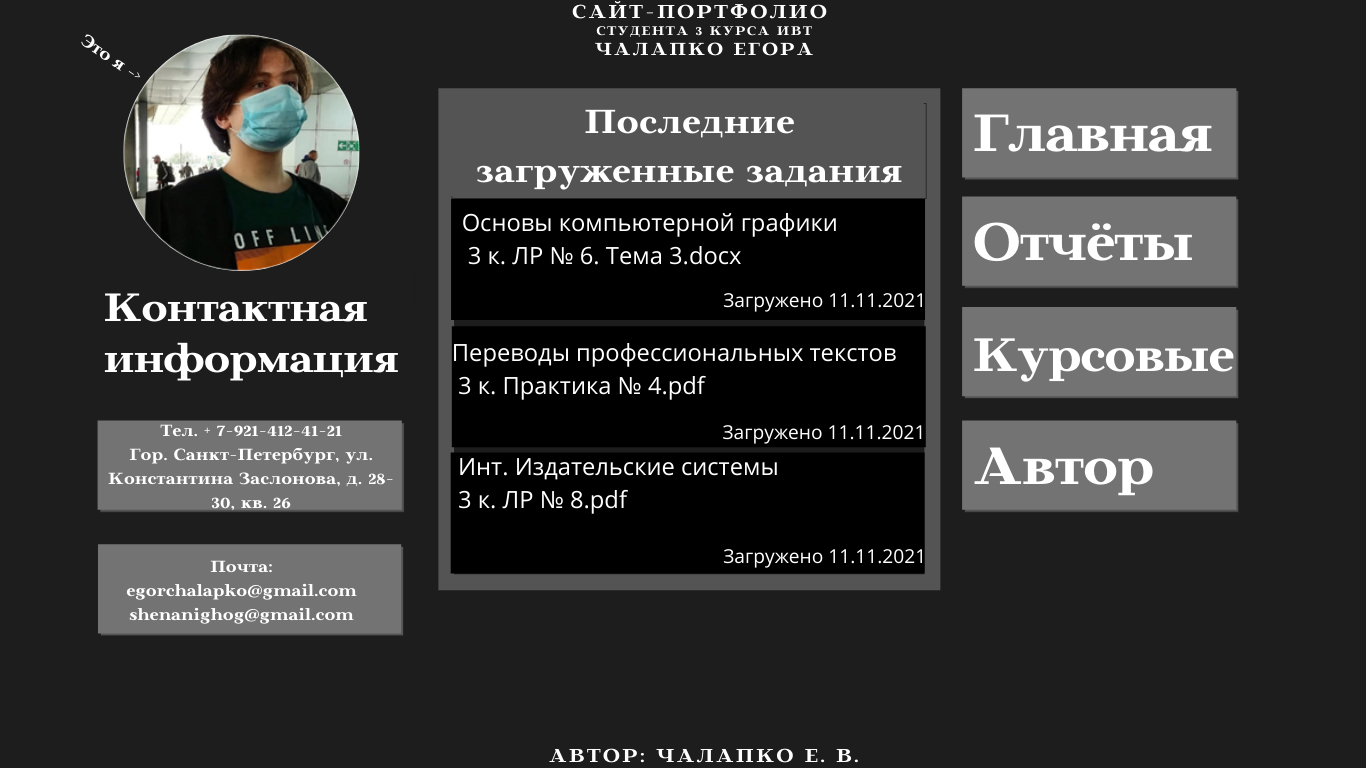 САЙТ-ПОРТФОЛИО
СТУДЕНТА 3 КУРСА ИВТ
ЧАЛАПКО ЕГОРА
Это я ->
OFF LIN
Контактная
информация
Тел. + 7-921-412-41-21
Гор. Санкт-Петербург, ул.
Константина Заслонова, д. 28-
30, кв. 26
Почта:
egorchalapko@gmail.com
shenanighog@gmail.com
Последние
загруженные задания
Основы компьютерной графики
3 к. ЛР № 6. Тема 3.docx
Загружено 11.11.2021
Переводы профессиональных текстов
3 к. Практика № 4.pdf
Загружено 11.11.2021
Инт. Издательские системы
3 к. ЛР № 8.pdf
Загружено 11.11.2021
Главная
Отчёты
Курсовые
Автор
АВТОР: ЧАЛАПКО Е. В.